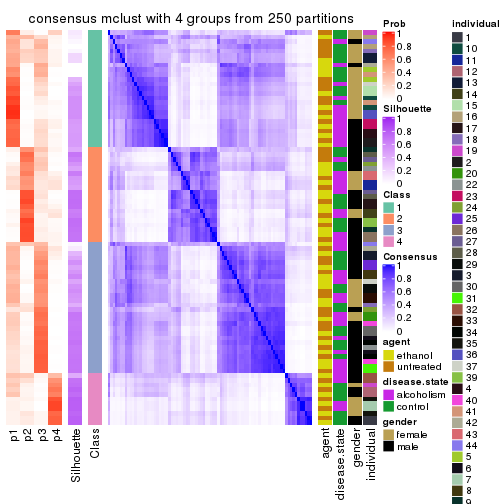 consensus mclust with 4 groups from 250 partitions
p1
p2
p3
p4
Silhouette
Class
agent
disease.state
gender
individual
Prob
1
0.8
0.6
0.4
0.2
0
Silhouette
1
0.8
0.6
0.4
0.2
0
Class
1
2
3
4
Consensus
1
0.8
0.6
0.4
0.2
0
agent
ethanol
untreated
disease.state
alcoholism
control
gender
female
male
individual
1
10
11
12
13
14
15
16
17
18
19
2
20
22
23
24
25
26
27
28
29
3
30
31
32
33
34
35
36
37
39
4
40
41
42
43
44
5
6
7
8
9